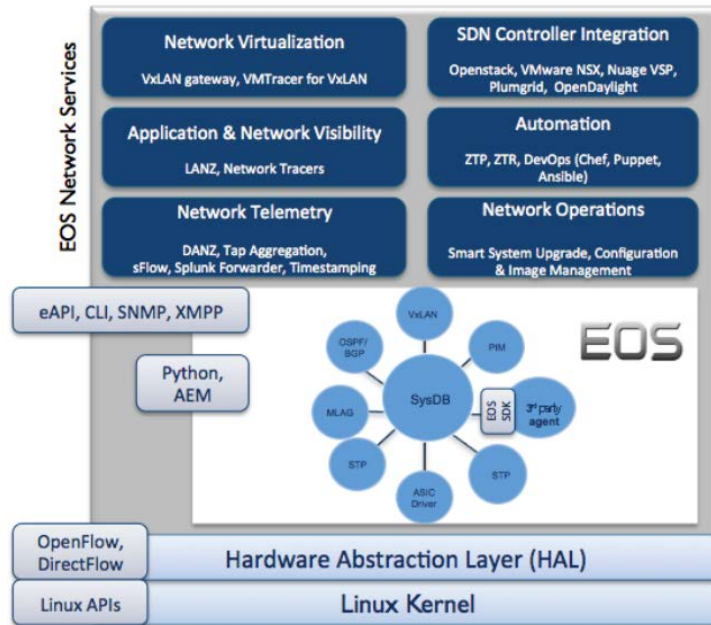 EOS Network Services
Network Virtualization
VxLAN gateway, VMTracer for VxLAN
SDN Controller Integration
Openstack, VMware NSX, Nuage VSP,
Plumgrid, OpenDaylight
Application & Network Visibility
LANZ, Network Tracers
Automation
ZTP, ZTR, DevOps (Chef, Puppet,
Ansible)
Network Telemetry
DANZ, Tap Aggregation,
sFlow, Splunk Forwarder, Timestamping
Network Operations
Smart System Upgrade, Configuration
& Image Management
eAPI, CLI, SNMP, XMPP
Python,
AEM
VxLAN
OSPF/
BGP
PIM
EOS
SysDB
MLAG
EOS
SDK
3rd party
agent
STP
STP
ASIC
Driver
OpenFlow,
DirectFlow
Hardware Abstraction Layer (HAL)
Linux APIs
Linux Kernel